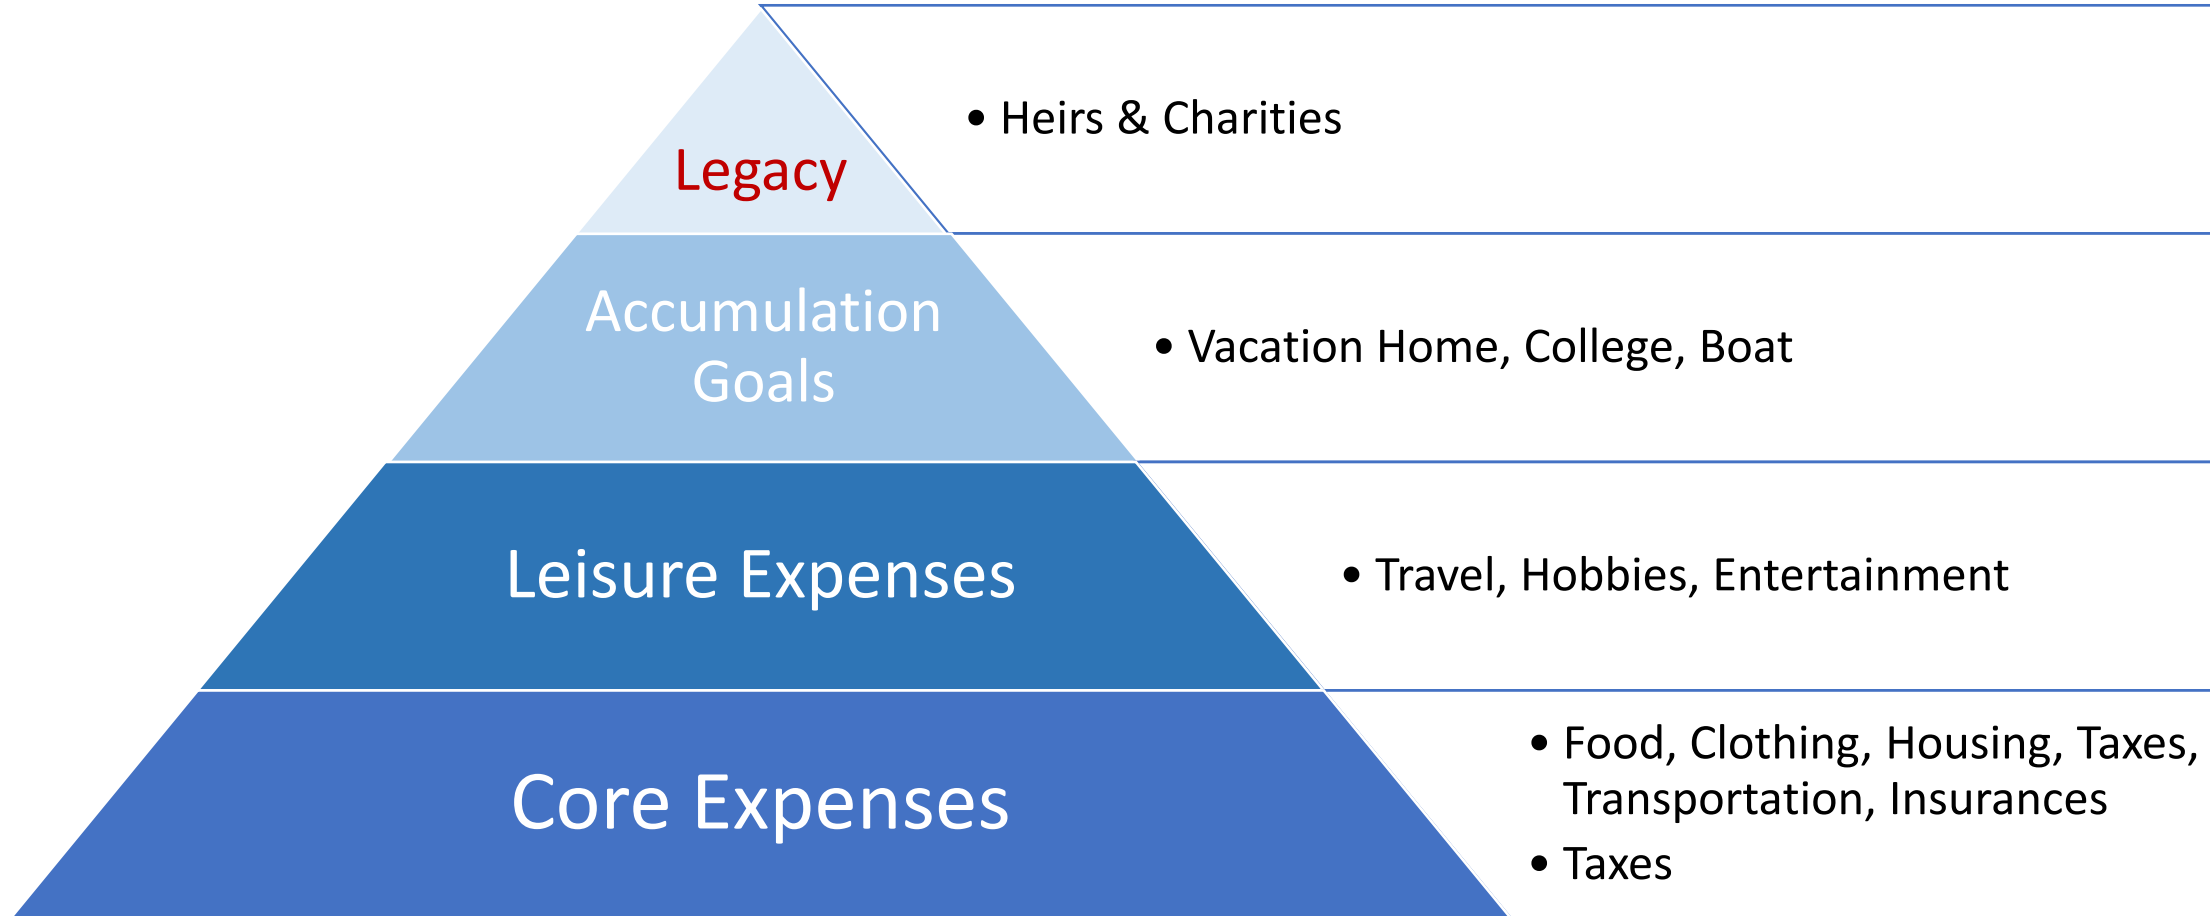 Legacy
• Heirs & Charities
Accumulation
Goals
• Vacation Home, College, Boat
Leisure Expenses
• Travel, Hobbies, Entertainment
Core Expenses
• Food, Clothing, Housing, Taxes,
Transportation, Insurances
• Taxes